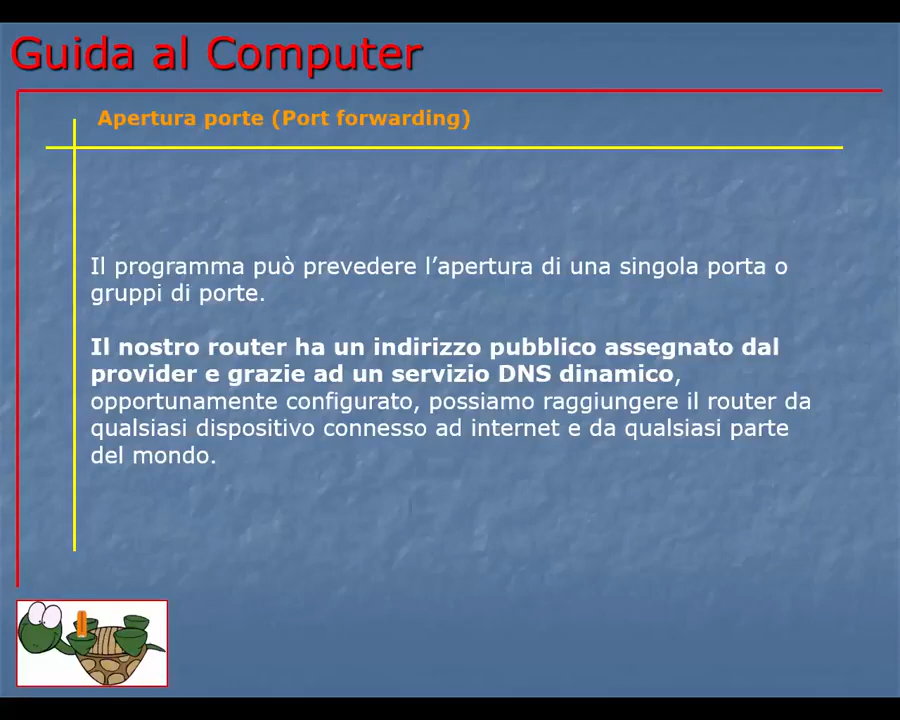 Guida al Computer
Apertura porte (Port forwarding)
Il programma può prevedere l’apertura di una singola porta o
gruppi di porte.
Il nostro router ha un indirizzo pubblico assegnato dal
provider e grazie ad un servizio DNS dinamico,
opportunamente configurato, possiamo raggiungere il router da
qualsiasi dispositivo connesso ad internet e da qualsiasi parte
del mondo.